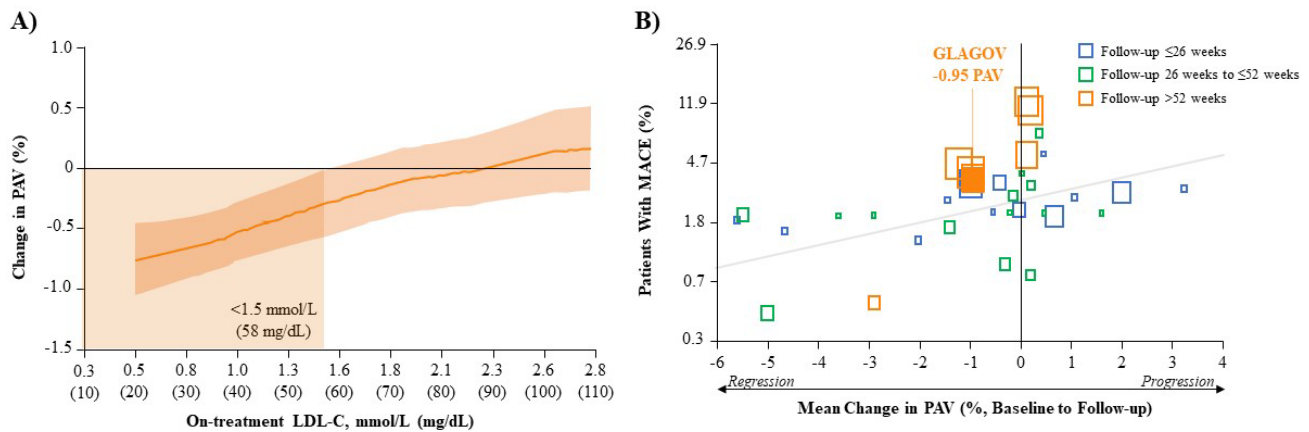 A)
Change in PAV (%)
1.0
0.5
0
-0.5
-1.0
-1.5
<1.5 mmol/L
(58 mg/dL)
0.3 0.5 0.8 1.0 1.3 1.6 1.8 2.1 2.3 2.6 2.8
(10) (20) (30) (40) (50) (60) (70) (80) (90) (100) (110)
On-treatment LDL-C, mmol/L (mg/dL)
B)
Patients With MACE (%)
26.9
11.9
4.7
1.8
0.7
0.3
GLAGOV
-0.95 PAV
Follow-up ≤26 weeks
Follow-up 26 weeks to ≤52 weeks
Follow-up >52 weeks
-6 -5 -4 -3 -2 -1 0 1 2 3 4
Regression Progression
Mean Change in PAV (%, Baseline to Follow-up)